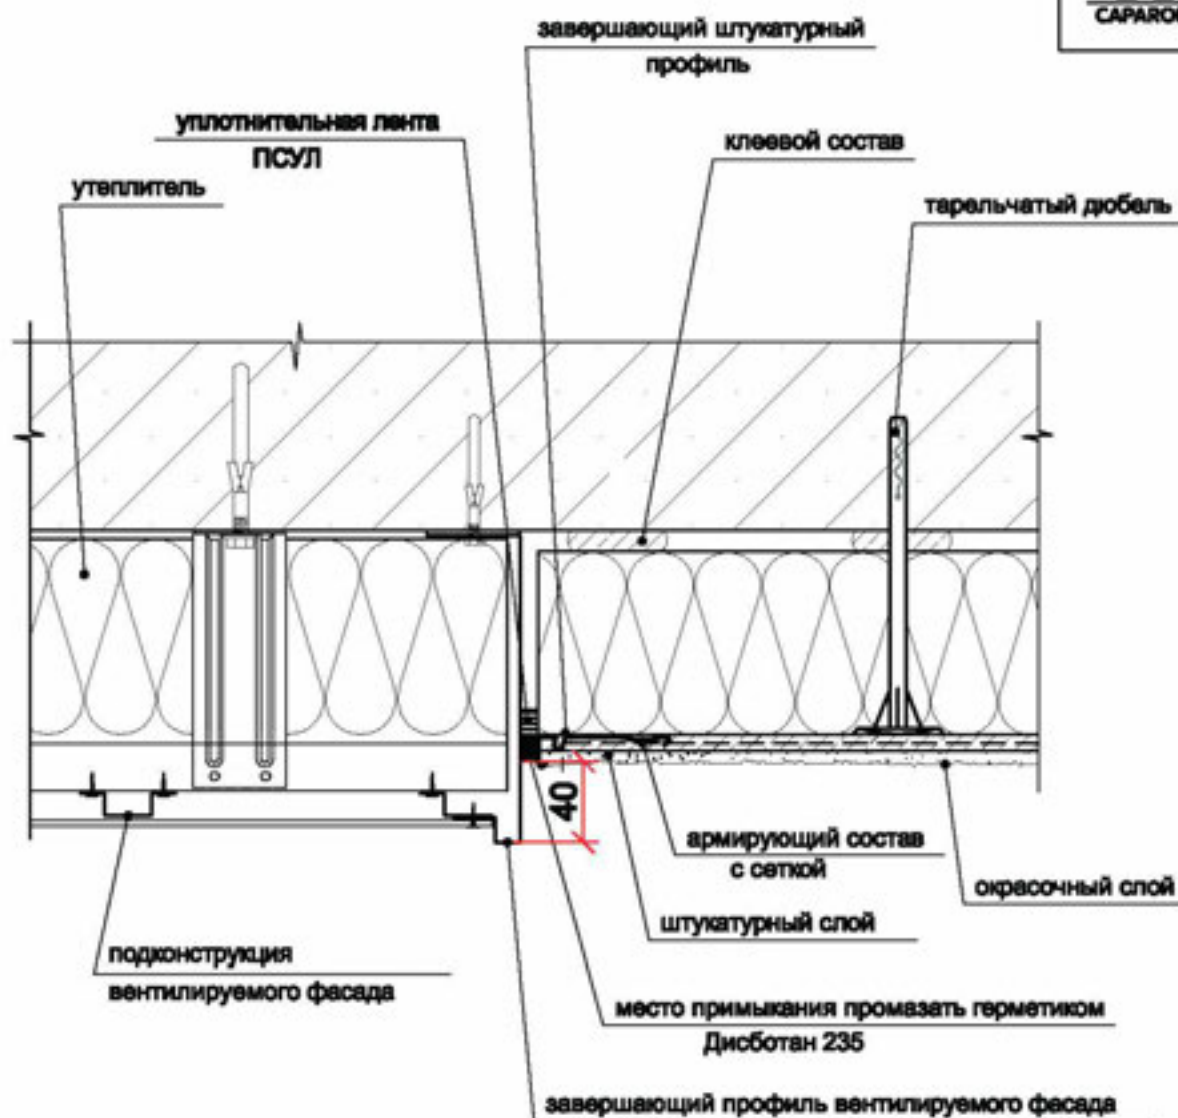 CAPARO
завершающий штукатурный
профиль
уплотнительная лента
ПСУЛ
клеевой состав
утеплитель
тарельчатый дюбель
40
армирующий состав
с сеткой
окрасочный слой
штукатурный слой
подконструкция
вентилируемого фасада
место примыкания промазать герметиком
Дисботан 235
завершающий профиль вентилируемого фасада